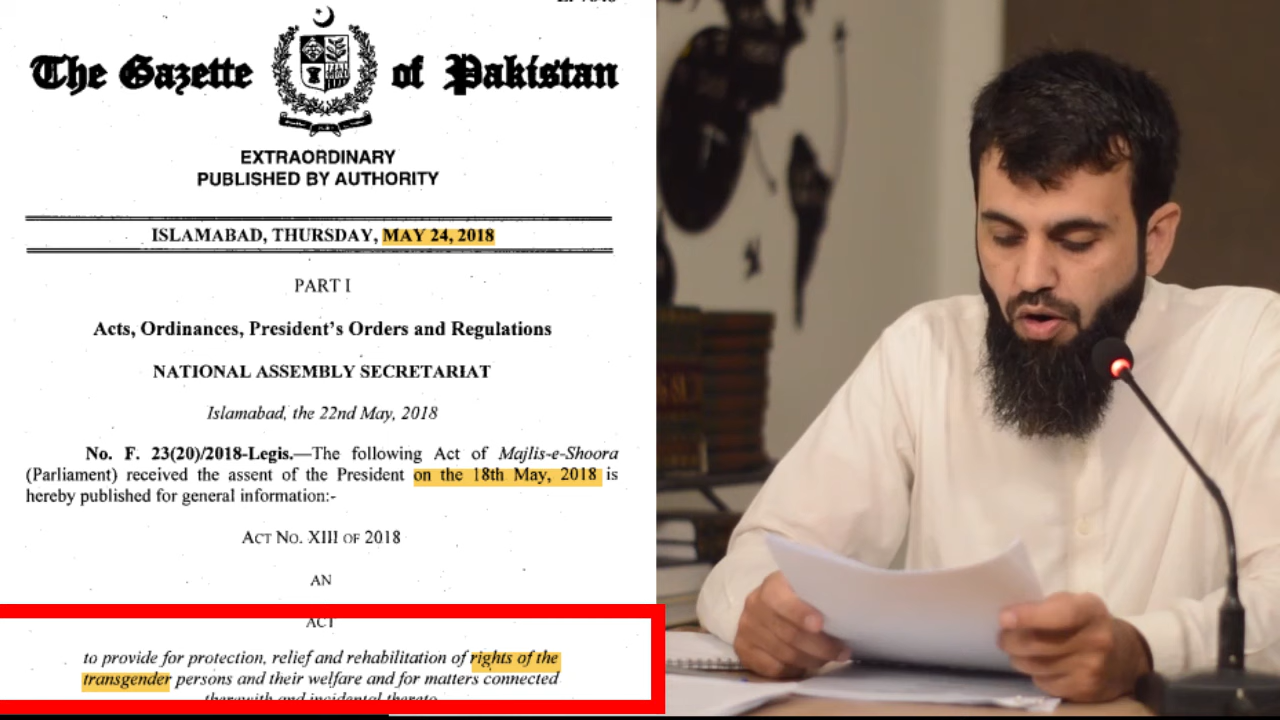 The Gazette of Pakistan
EXTRAORDINARY
PUBLISHED BY AUTHORITY
ISLAMABAD, THURSDAY, MAY 24, 2018
PART I
Acts, Ordinances, President's Orders and Regulations
NATIONAL ASSEMBLY SECRETARIAT
Islamabad, the 22nd May, 2018
No. F. 23(20)/2018-Legis.—The following Act of Majlis-e-Shoora
(Parliament) received the assent of the President on the 18th May, 2018 is
hereby published for general information:-
ACT NO. XIII OF 2018
AN
ACT
to provide for protection, relief and rehabilitation of rights of the
transgender persons and their welfare and for matters connected
therewith and incidental thereto